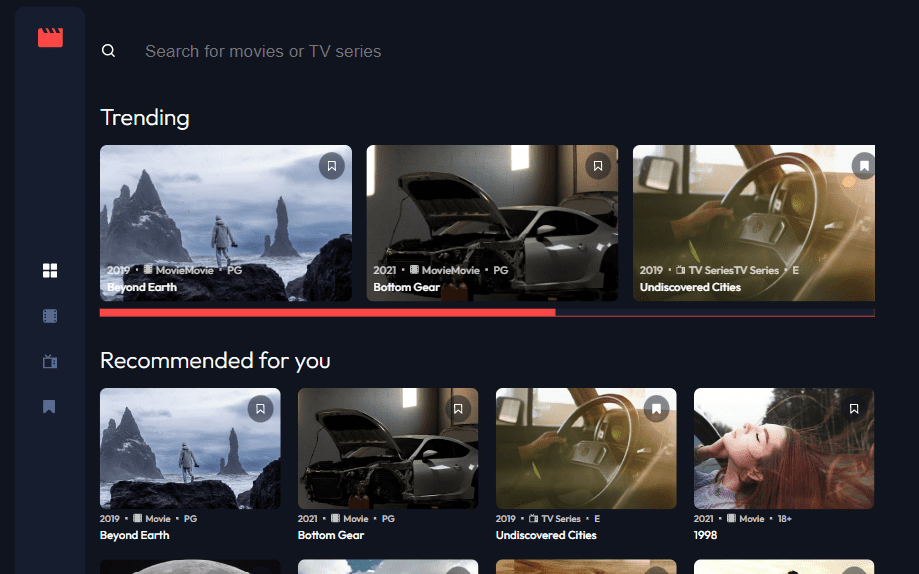 Search for movies or TV series
Trending
2019 · MovieMovie · PG
Beyond Earth
2021 · MovieMovie · PG
Bottom Gear
2019 · TV SeriesTV Series · E
Undiscovered Cities
Recommended for you
2019 · Movie · PG
Beyond Earth
2021 · Movie · PG
Bottom Gear
2019 · TV Series · E
Undiscovered Cities
2021 · Movie · 18+
1998